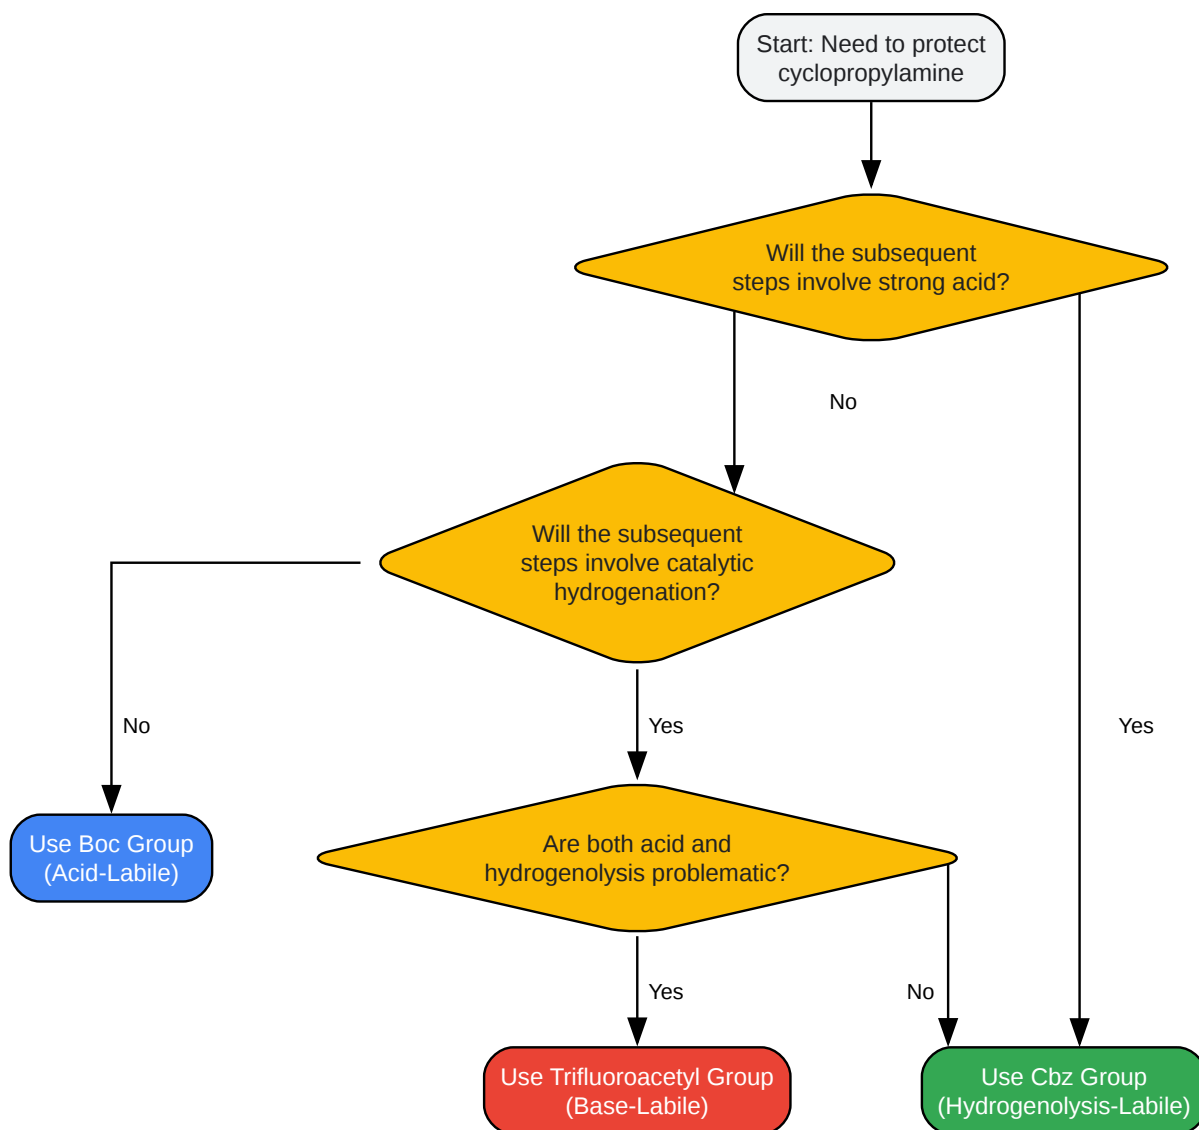 Start: Need to protect
cyclopropylamine
Will the subsequent
steps involve strong acid?
No
Will the subsequent
steps involve catalytic
hydrogenation?
No
Yes
Yes
Use Boc Group
(Acid-Labile)
Are both acid and
hydrogenolysis problematic?
Yes
No
Use Trifluoroacetyl Group
(Base-Labile)
Use Cbz Group
(Hydrogenolysis-Labile)